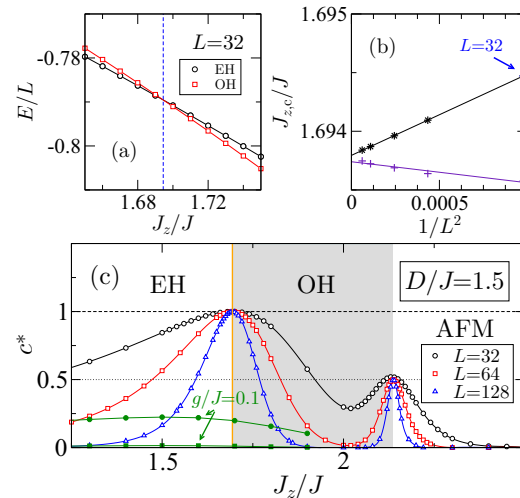 L=32
EH
OH
(a)
E/L
-0.78
-0.8
1.68
1.72
J_z/J
(b)
L=32
J_{z,c}/J
1.695
1.694
0
0.0005
1/L^2
(c)
EH
OH
D/J=1.5
AFM
L=32
L=64
L=128
g/J=0.1
c*
1
0.5
0
1.5
2
J_z/J